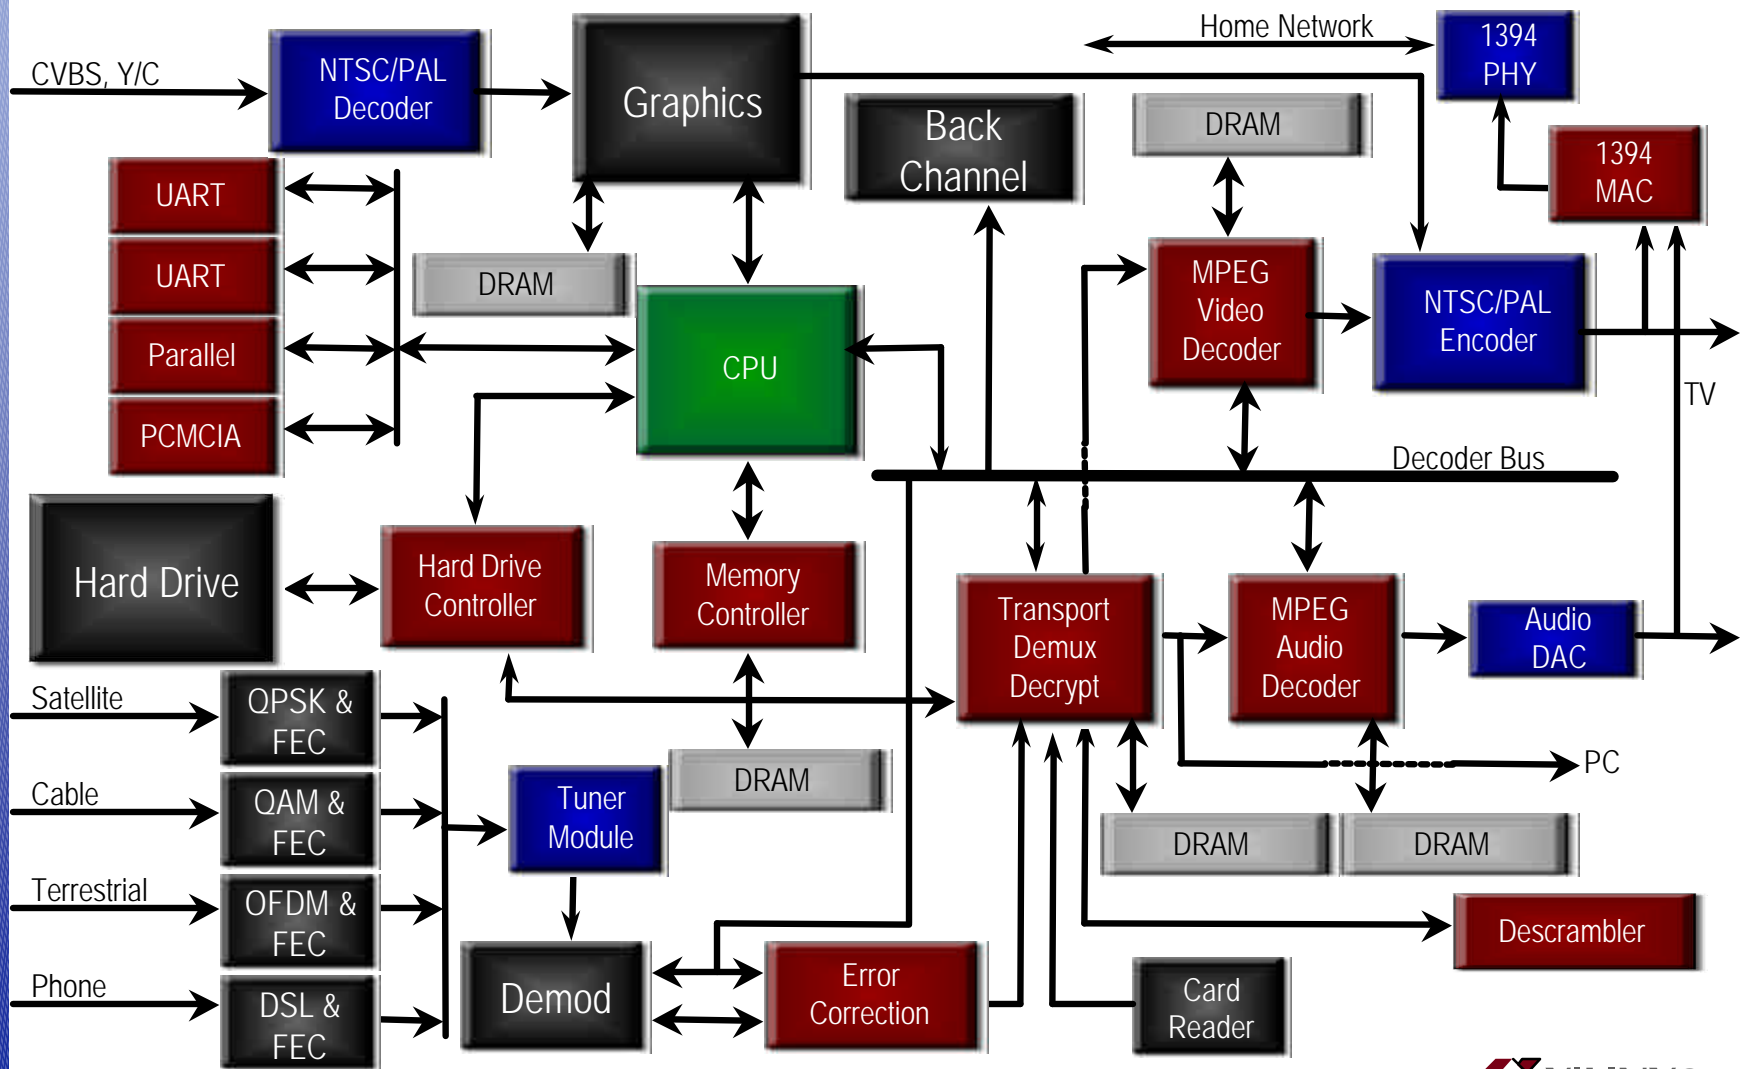 Home Network
1394
PHY
CVBS, Y/C
NTSC/PAL
Decoder
Graphics
Back
Channel
DRAM
1394
MAC
UART
UART
Parallel
PCMCIA
DRAM
CPU
MPEG
Video
Decoder
NTSC/PAL
Encoder
TV
Decoder Bus
Hard Drive
Hard Drive
Controller
Memory
Controller
Transport
Demux
Decrypt
MPEG
Audio
Decoder
Audio
DAC
Satellite
QPSK &
FEC
Cable
QAM &
FEC
Terrestrial
OFDM &
FEC
Phone
DSL &
FEC
Tuner
Module
DRAM
PC
DRAM
DRAM
Descrambler
Demod
Error
Correction
Card
Reader